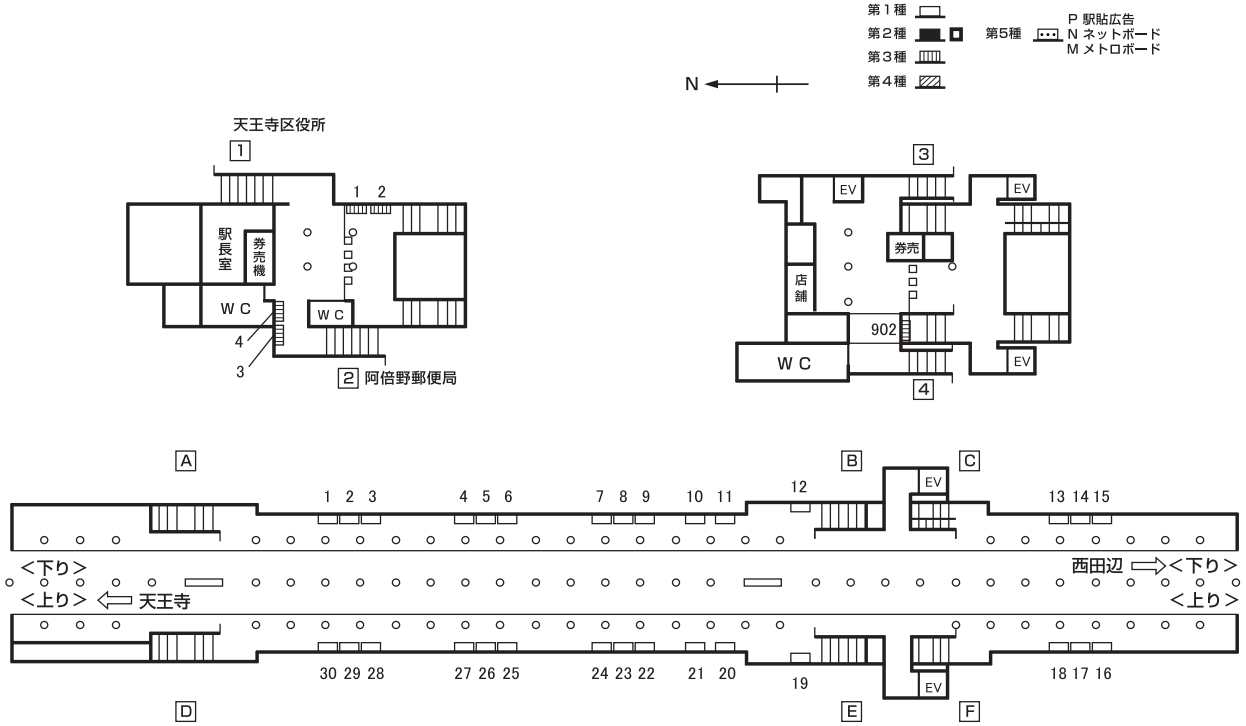 第1種
第2種
第3種
第4種
第5種
P 駅貼広告
N ネットボード
M メトロボード
N
天王寺区役所
1
1 2
駅長室
券売機
WC
WC
4
3
2 阿倍野郵便局
3
EV
EV
券売
店舗
902
WC
EV
4
A
B
C
EV
1 2 3 4 5 6 7 8 9 10 11 12 13 14 15
<下り>
西田辺
<下り>
<上り>
天王寺
<上り>
30 29 28 27 26 25 24 23 22 21 20 19 18 17 16
EV
D
E
F